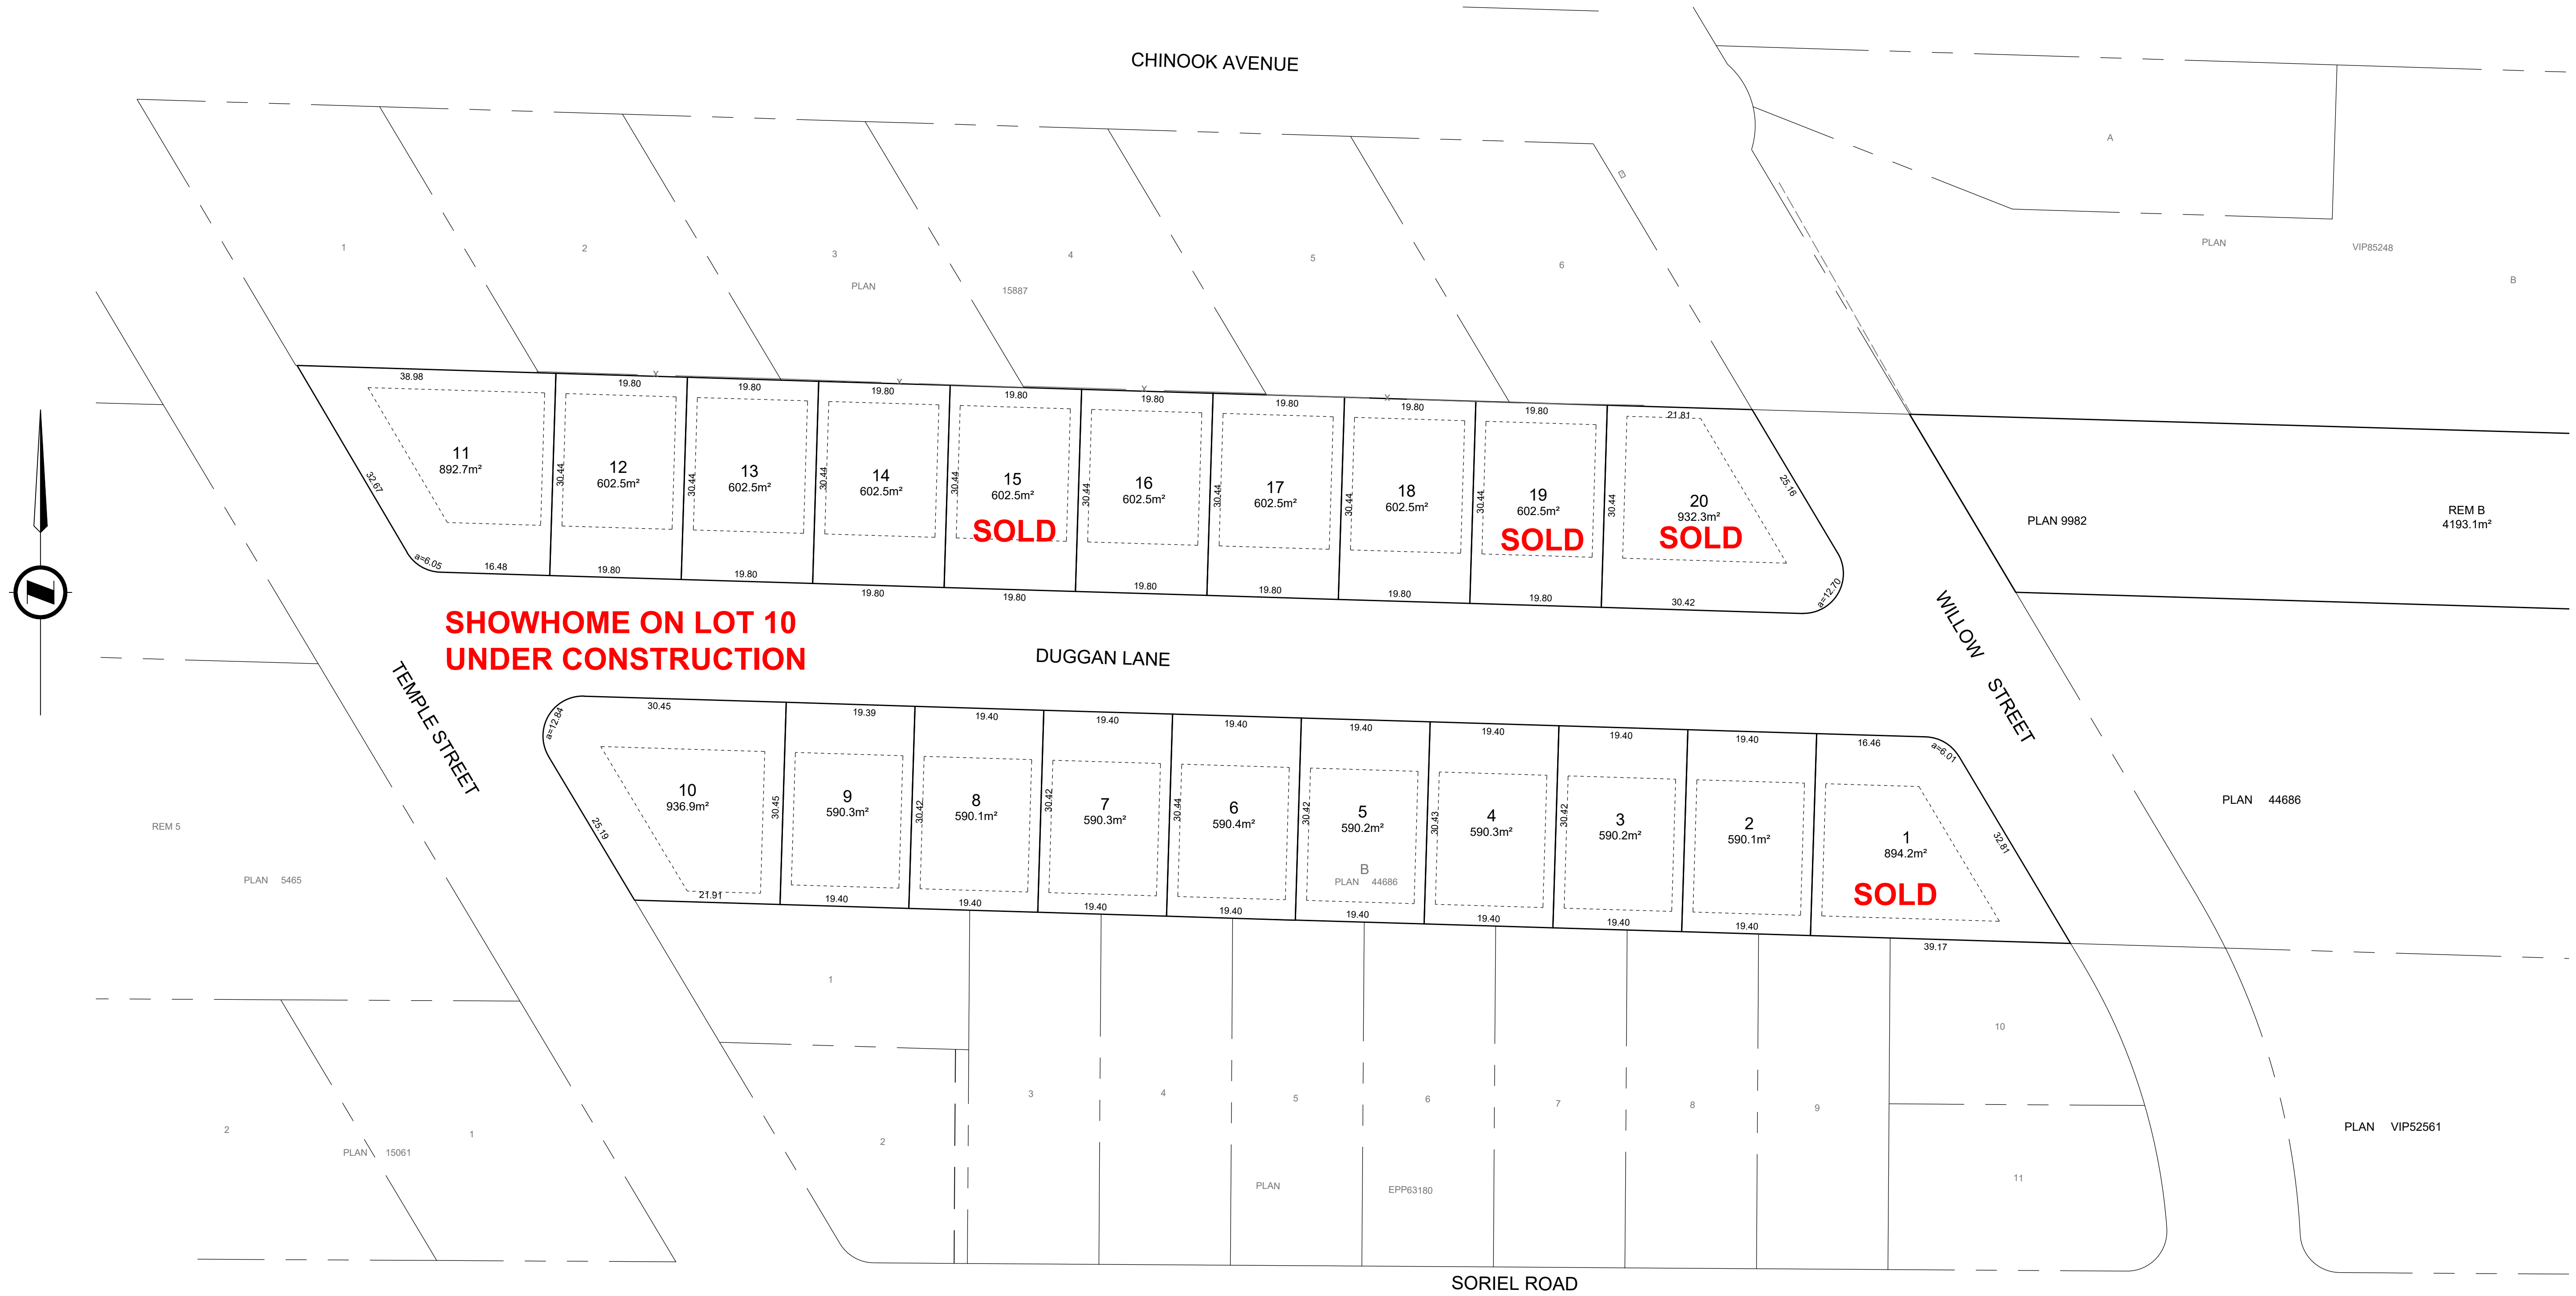 CHINOOK AVENUE
A
PLAN VIP85248
B
1
2
3
4
5
6
PLAN 15887
38.98
19.80
19.80
19.80
19.80
19.80
19.80
19.80
19.80
21.81
11
892.7m²
12
602.5m²
13
602.5m²
14
602.5m²
15
602.5m²
SOLD
16
602.5m²
17
602.5m²
18
602.5m²
19
602.5m²
SOLD
20
932.3m²
SOLD
32.67
30.44
30.44
30.44
30.44
30.44
30.44
30.44
30.44
30.44
25.16
a=6.05
16.48
19.80
19.80
19.80
19.80
19.80
19.80
19.80
19.80
30.42
a=12.70
PLAN 9982
REM B
4193.1m²
SHOWHOME ON LOT 10
UNDER CONSTRUCTION
DUGGAN LANE
TEMPLE STREET
WILLOW STREET
a=12.84
30.45
19.39
19.40
19.40
19.40
19.40
19.40
19.40
19.40
16.46
a=6.01
10
936.9m²
9
590.3m²
8
590.1m²
7
590.3m²
6
590.4m²
5
590.2m²
B
PLAN 44686
4
590.3m²
3
590.2m²
2
590.1m²
1
894.2m²
SOLD
25.19
30.45
30.42
30.42
30.44
30.42
30.43
30.42
32.81
21.91
19.40
19.40
19.40
19.40
19.40
19.40
19.40
19.40
39.17
PLAN 44686
REM 5
PLAN 5465
1
2
3
4
5
6
7
8
9
10
11
PLAN EPP63180
2
1
PLAN 15061
PLAN VIP52561
SORIEL ROAD